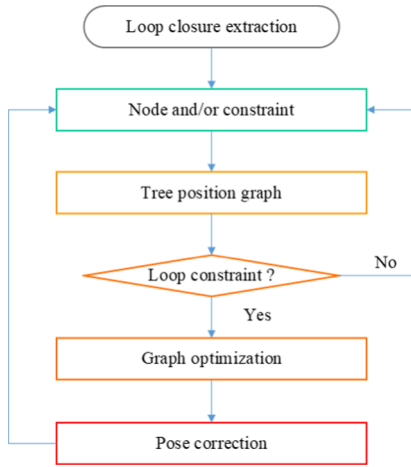 Loop closure extraction
Node and/or constraint
Tree position graph
Loop constraint ?
No
Yes
Graph optimization
Pose correction